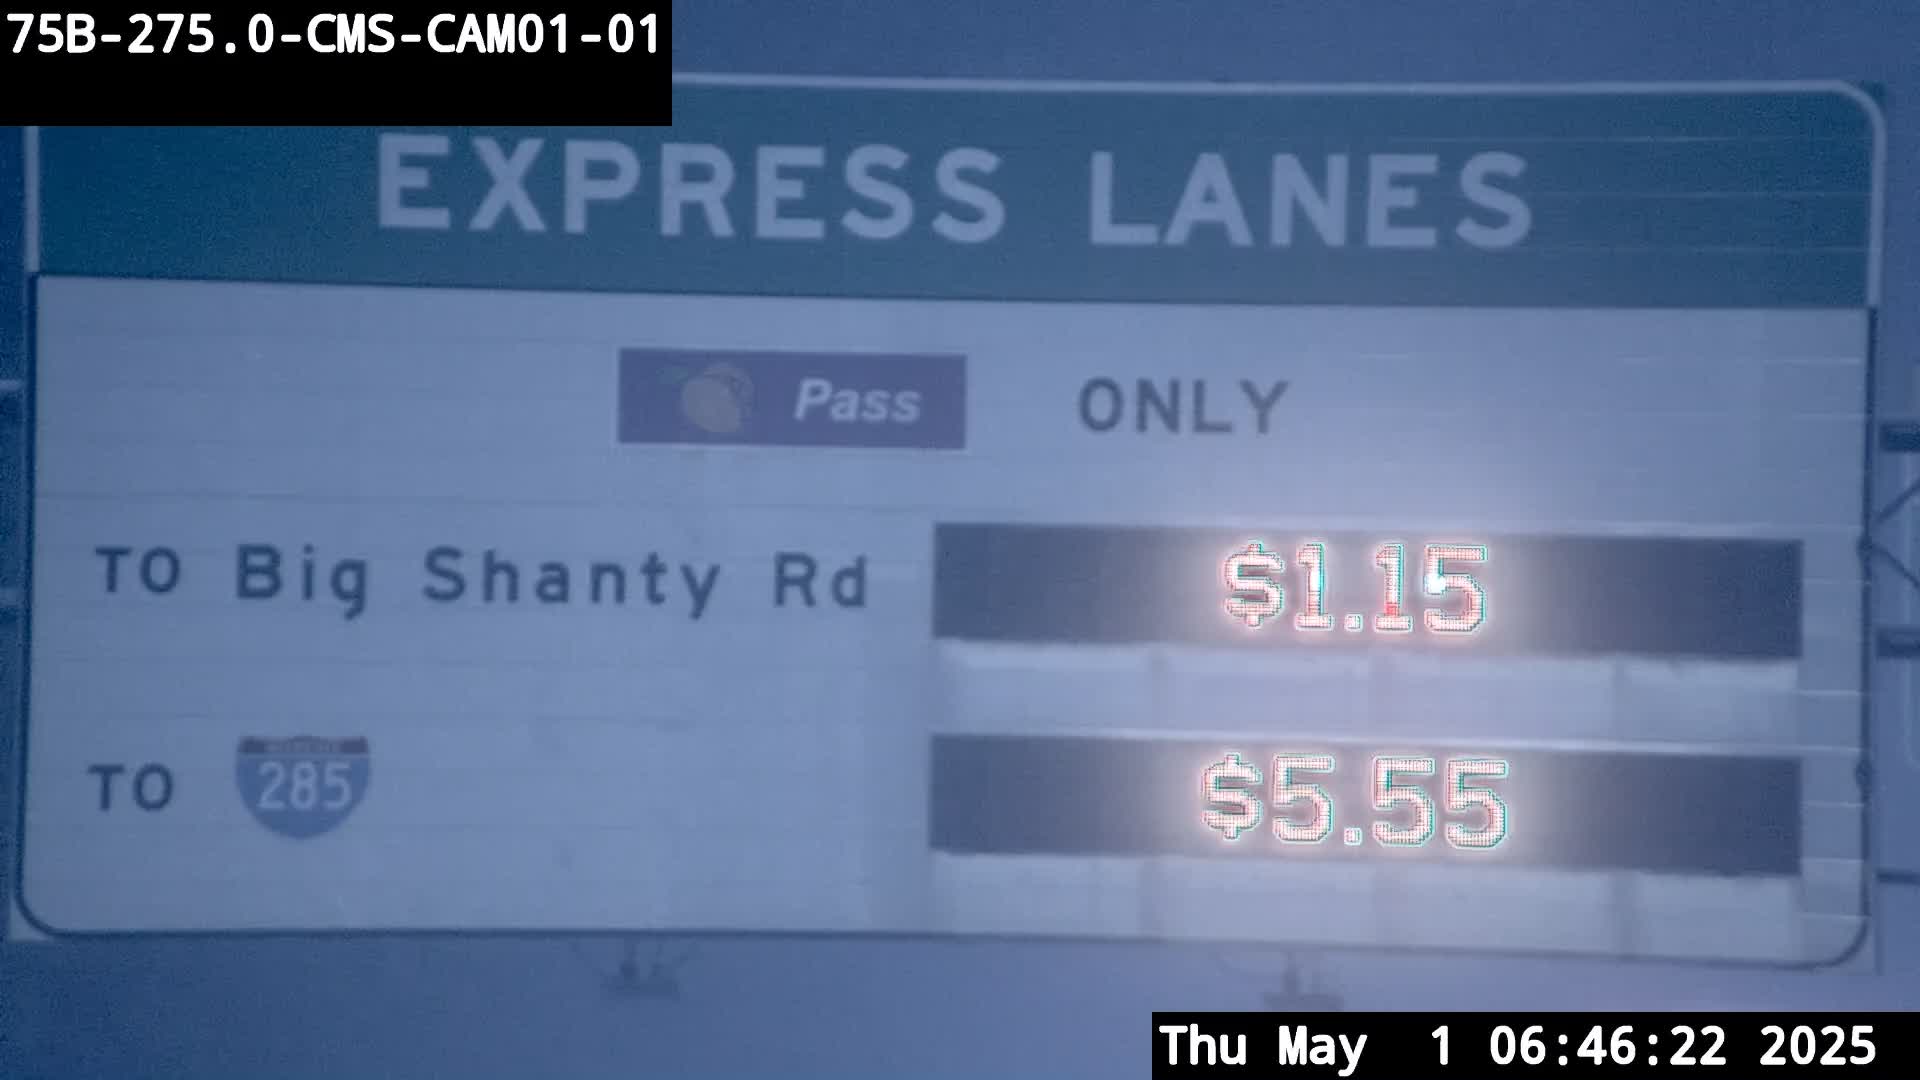 75B-275.0-CMS-CAM01-01
EXPRESS LANES
Pass ONLY
TO Big Shanty Rd $1.15
TO 285 $5.55
Thu May 1 06:46:22 2025